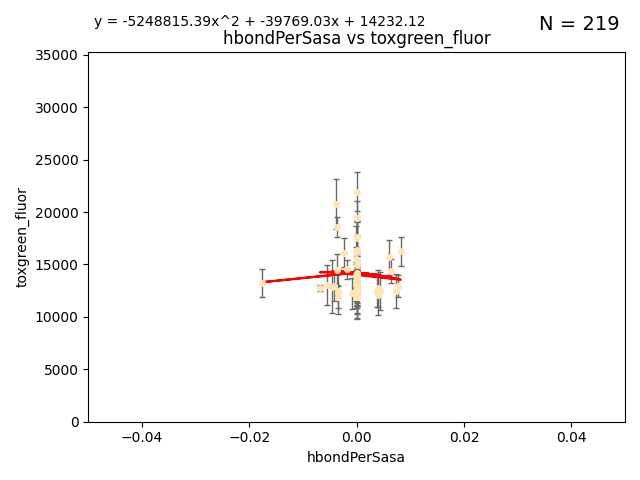 y = -5248815.39x^2 + -39769.03x + 14232.12
N = 219
hbondPerSasa vs toxgreen_fluor
35000
30000
25000
20000
15000
10000
5000
0
toxgreen_fluor
−0.04
−0.02
0.00
0.02
0.04
hbondPerSasa